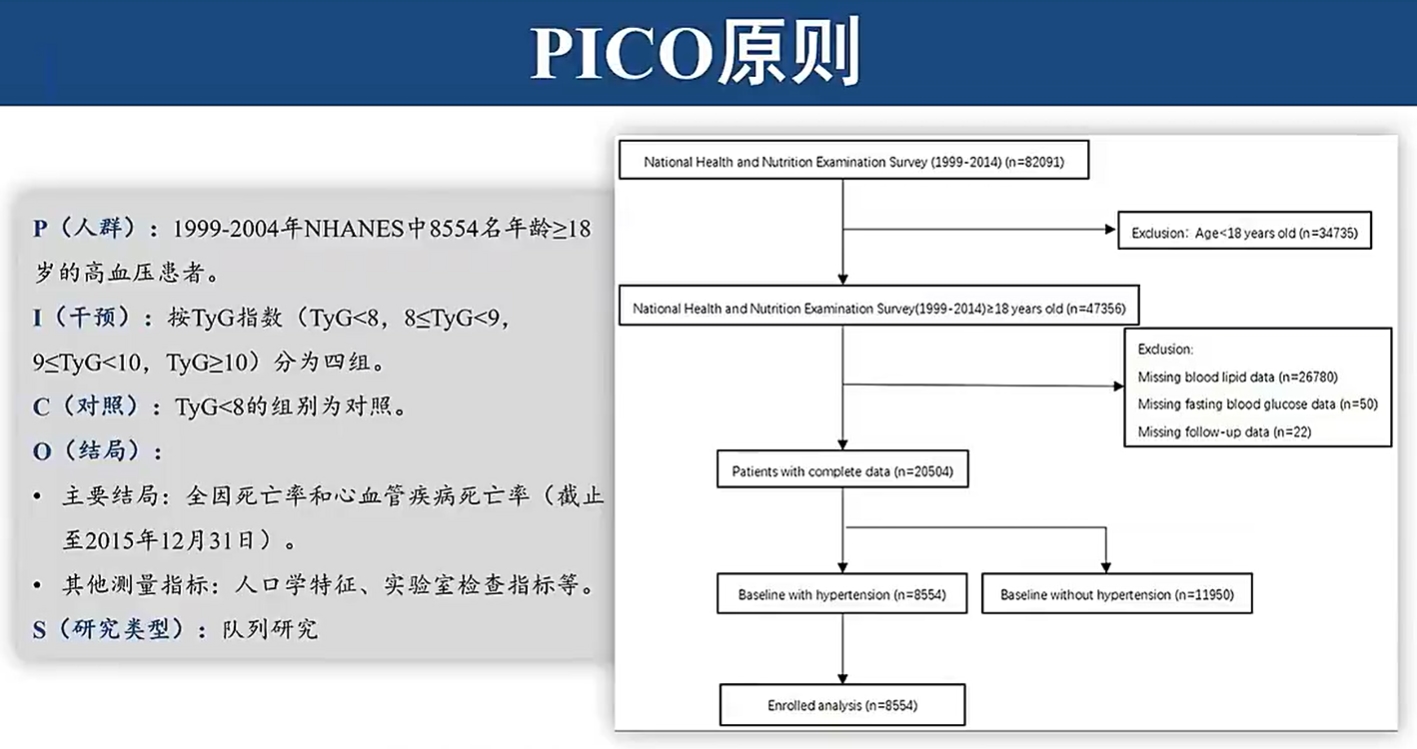 PICO原则
P（人群）：1999-2004年NHANES中8554名年龄≥18
岁的高血压患者。
I（干预）：按TyG指数（TyG<8，8≤TyG<9，
9≤TyG<10，TyG≥10）分为四组。
C（对照）：TyG<8的组别为对照。
O（结局）：
• 主要结局：全因死亡率和心血管疾病死亡率（截止
至2015年12月31日）。
• 其他测量指标：人口学特征、实验室检查指标等。
S（研究类型）：队列研究
National Health and Nutrition Examination Survey (1999-2014) (n=82091)
Exclusion: Age<18 years old (n=34735)
National Health and Nutrition Examination Survey(1999-2014)≥18 years old (n=47356)
Exclusion:
Missing blood lipid data (n=26780)
Missing fasting blood glucose data (n=50)
Missing follow-up data (n=22)
Patients with complete data (n=20504)
Baseline with hypertension (n=8554)
Baseline without hypertension (n=11950)
Enrolled analysis (n=8554)